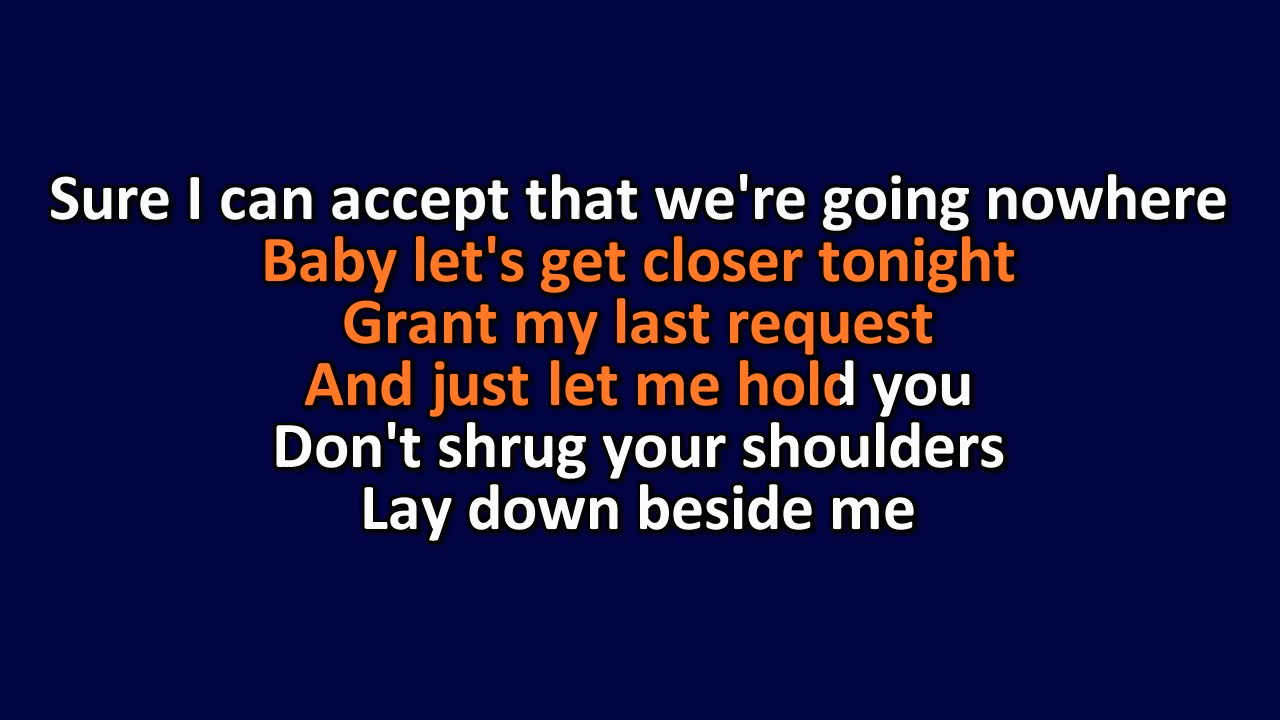 Sure I can accept that we're going nowhere
Baby let's get closer tonight
Grant my last request
And just let me hold you
Don't shrug your shoulders
Lay down beside me